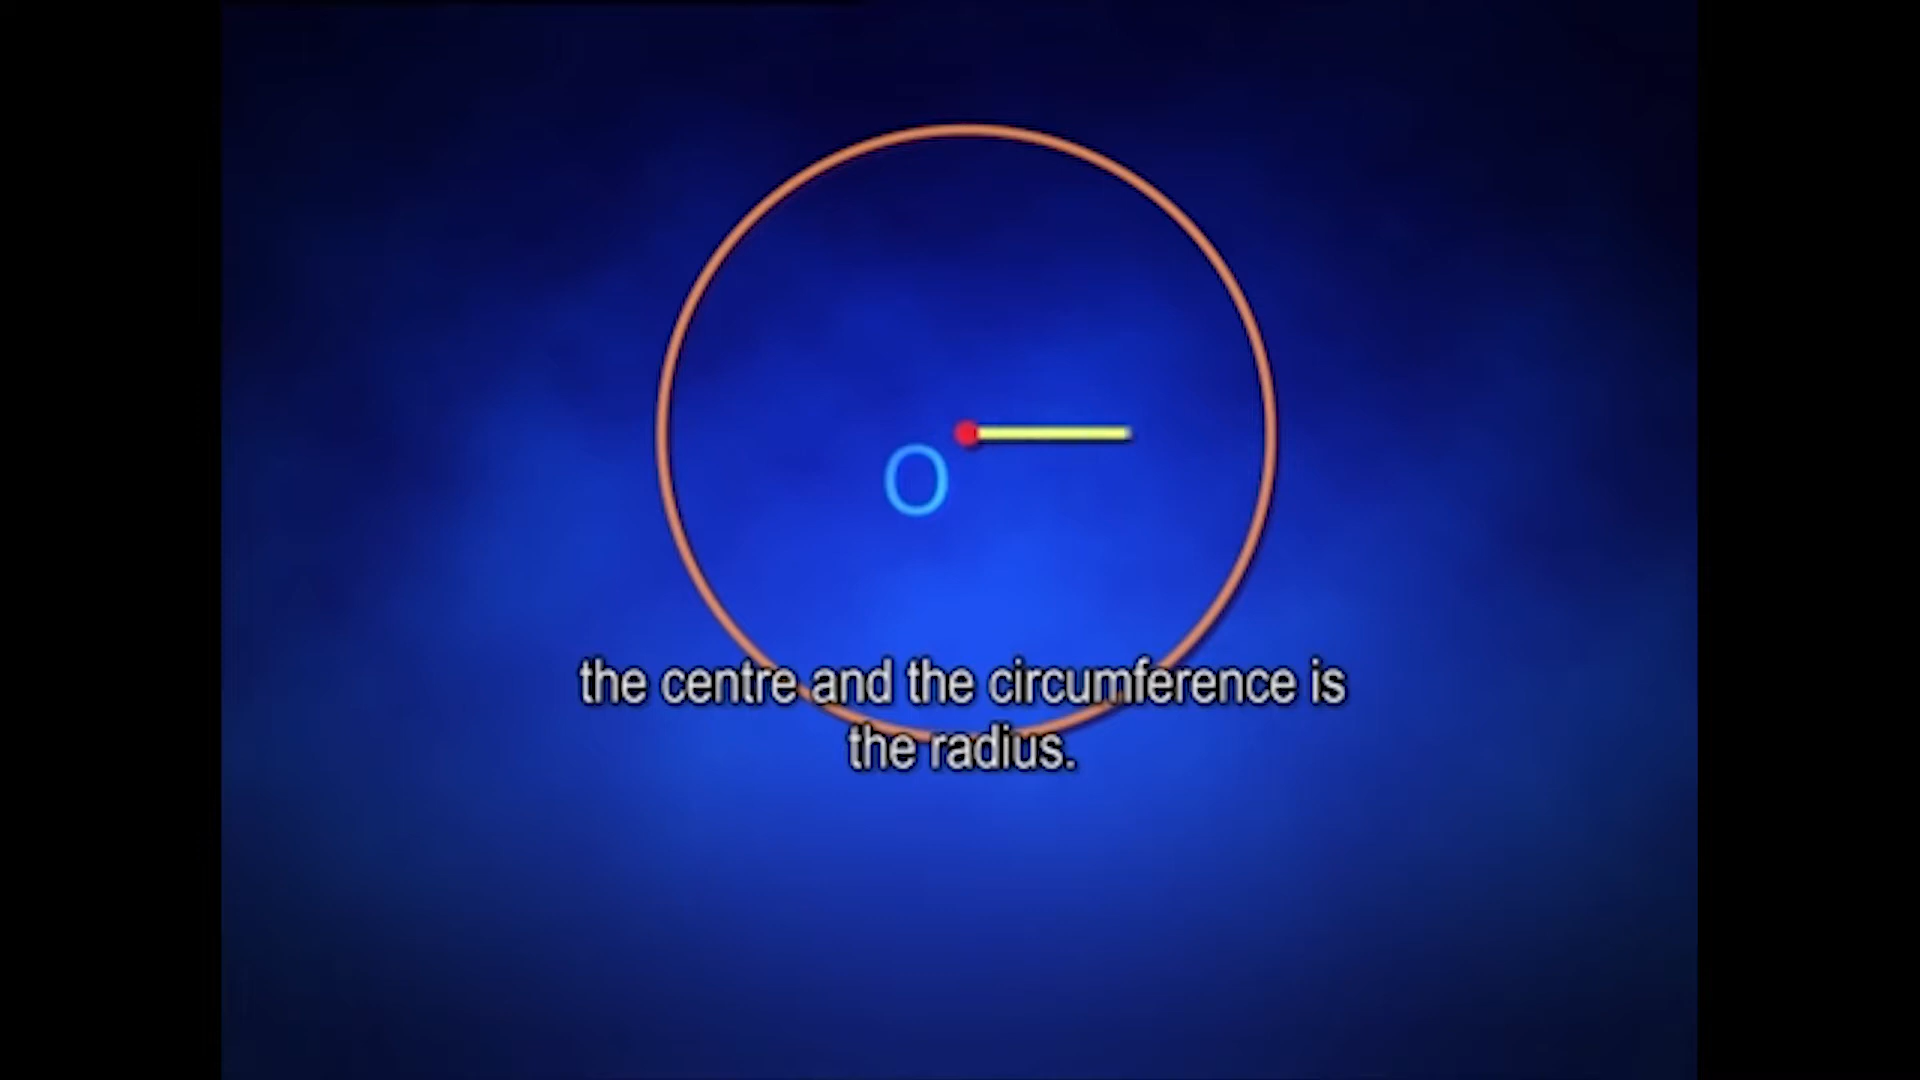 O
the centre and the circumference is
the radius.